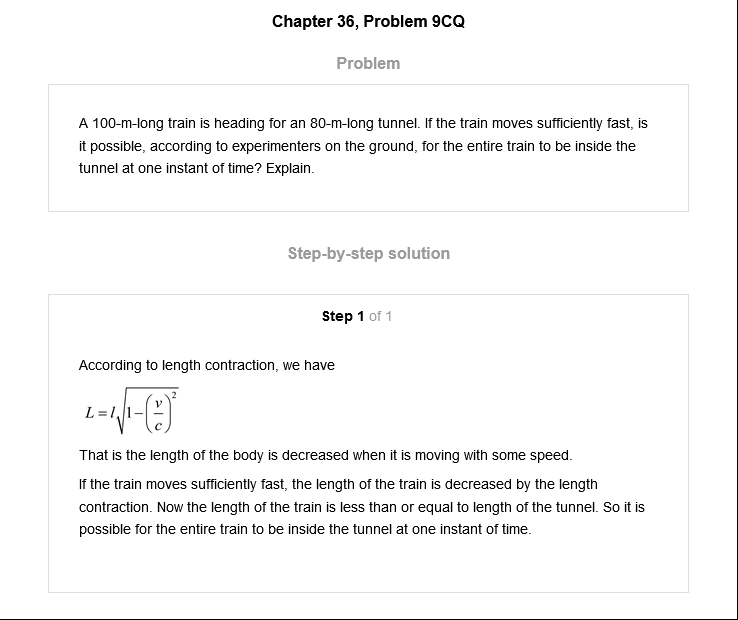 Chapter 36, Problem 9CQ
Problem
A 100-m-long train is heading for an 80-m-long tunnel. If the train moves sufficiently fast, is
it possible, according to experimenters on the ground, for the entire train to be inside the
tunnel at one instant of time? Explain.
Step-by-step solution
Step 1 of 1
According to length contraction, we have
L = l√(1−(v/c)²)
That is the length of the body is decreased when it is moving with some speed.
If the train moves sufficiently fast, the length of the train is decreased by the length
contraction. Now the length of the train is less than or equal to length of the tunnel. So it is
possible for the entire train to be inside the tunnel at one instant of time.